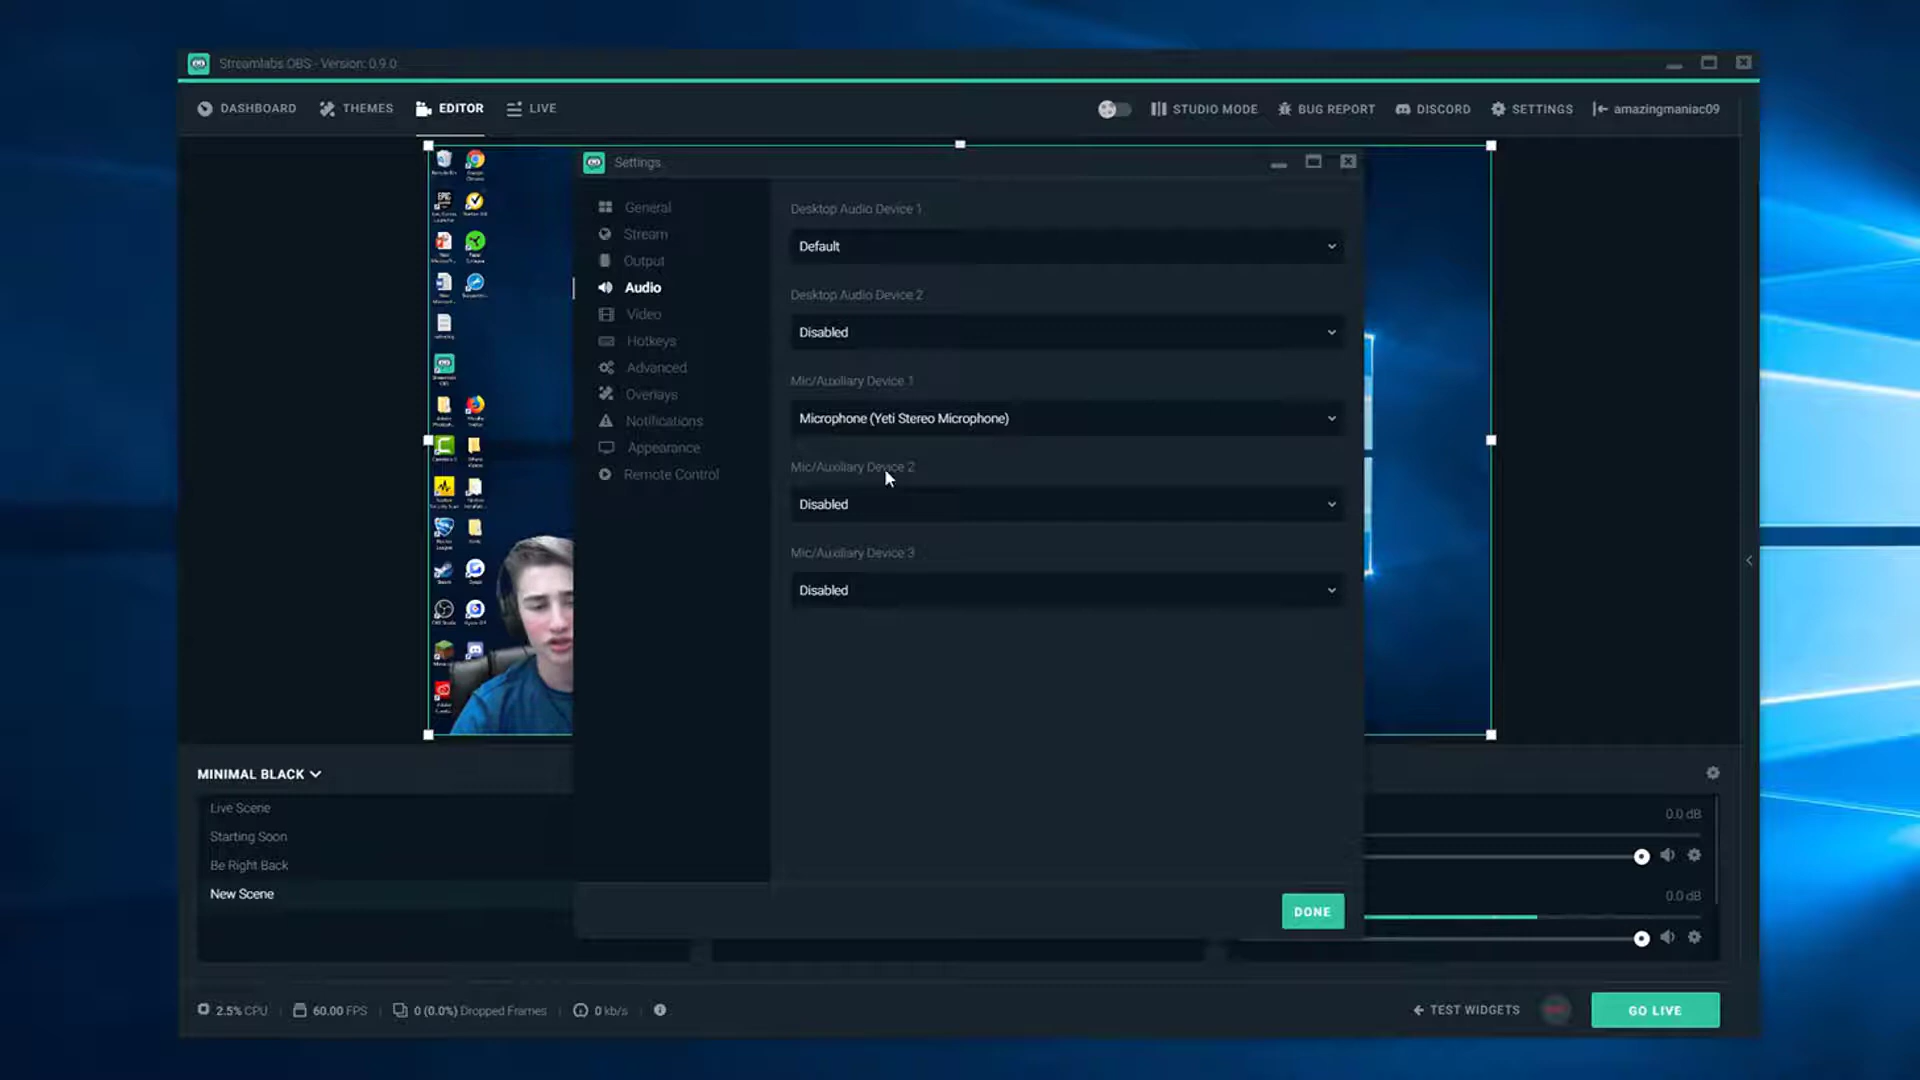 Streamlabs OBS - Version: 0.9.0
DASHBOARD
THEMES
EDITOR
LIVE
STUDIO MODE
BUG REPORT
DISCORD
SETTINGS
amazingmaniac09
Settings
General
Stream
Output
Audio
Video
Hotkeys
Advanced
Overlays
Notifications
Appearance
Remote Control
Desktop Audio Device 1
Default
Desktop Audio Device 2
Disabled
Mic/Auxiliary Device 1
Microphone (Yeti Stereo Microphone)
Mic/Auxiliary Device 2
Disabled
Mic/Auxiliary Device 3
Disabled
DONE
MINIMAL BLACK
Live Scene
Starting Soon
Be Right Back
New Scene
0.0 dB
0.0 dB
2.5% CPU
60.00 FPS
0 (0.0%) Dropped Frames
0 kb/s
TEST WIDGETS
GO LIVE